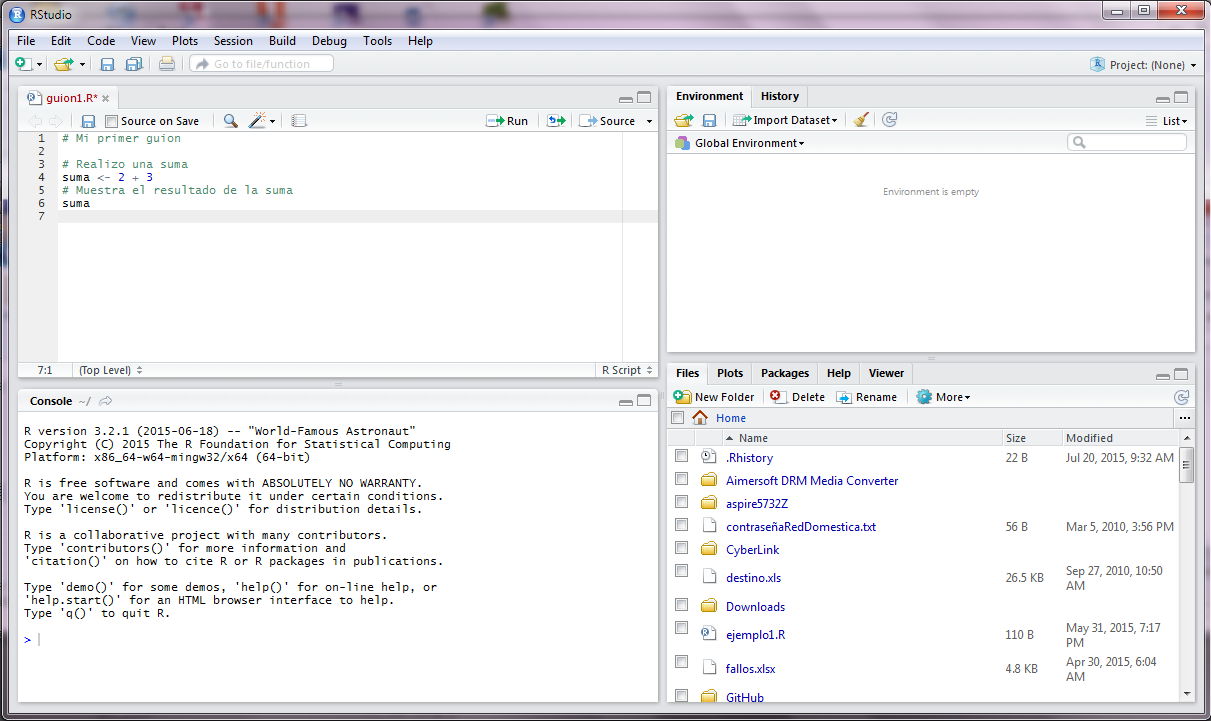 RStudio
File Edit Code View Plots Session Build Debug Tools Help
Go to file/function
Project: (None)
guion1.R*
Source on Save
Run
Source
1 # Mi primer guion
2
3 # Realizo una suma
4 suma <- 2 + 3
5 # Muestra el resultado de la suma
6 suma
7
7:1 (Top Level) R Script
Console ~/
R version 3.2.1 (2015-06-18) -- "World-Famous Astronaut"
Copyright (C) 2015 The R Foundation for Statistical Computing
Platform: x86_64-w64-mingw32/x64 (64-bit)
R is free software and comes with ABSOLUTELY NO WARRANTY.
You are welcome to redistribute it under certain conditions.
Type 'license()' or 'licence()' for distribution details.
R is a collaborative project with many contributors.
Type 'contributors()' for more information and
'citation()' on how to cite R or R packages in publications.
Type 'demo()' for some demos, 'help()' for on-line help, or
'help.start()' for an HTML browser interface to help.
Type 'q()' to quit R.
>
Environment History
Import Dataset
List
Global Environment
Environment is empty
Files Plots Packages Help Viewer
New Folder Delete Rename More
Home
Name Size Modified
.Rhistory 22 B Jul 20, 2015, 9:32 AM
Aimersoft DRM Media Converter
aspire5732Z
contraseñaRedDomestica.txt 56 B Mar 5, 2010, 3:56 PM
CyberLink
destino.xls 26.5 KB Sep 27, 2010, 10:50
AM
Downloads
ejemplo1.R 110 B May 31, 2015, 7:17
PM
fallos.xlsx 4.8 KB Apr 30, 2015, 6:04
AM
GitHub